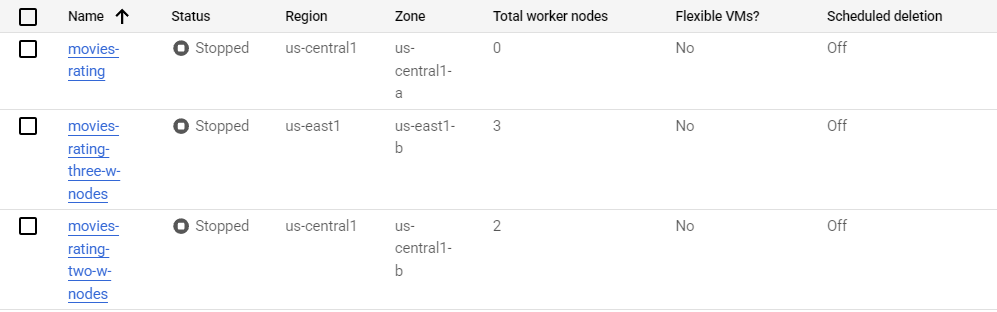 Name Status Region Zone Total worker nodes Flexible VMs? Scheduled deletion
movies- Stopped us-central1 us- 0 No Off
rating central1-
a
movies- Stopped us-east1 us-east1- 3 No Off
rating- b
three-w-
nodes
movies- Stopped us-central1 us- 2 No Off
rating- central1-
two-w- b
nodes